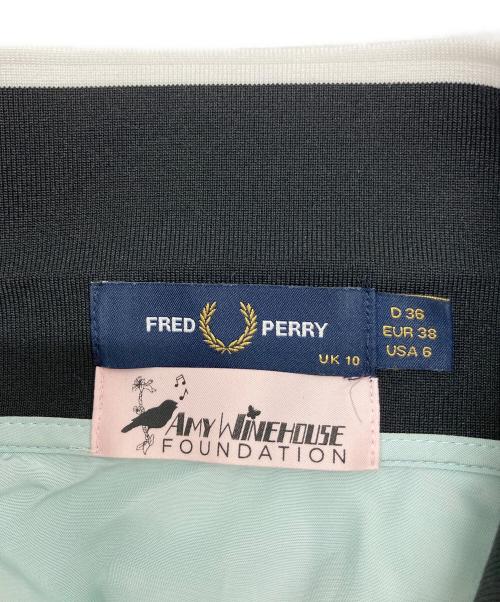 FRED PERRY
UK 10
D 36
EUR 38
USA 6
AMY WINEHOUSE
FOUNDATION